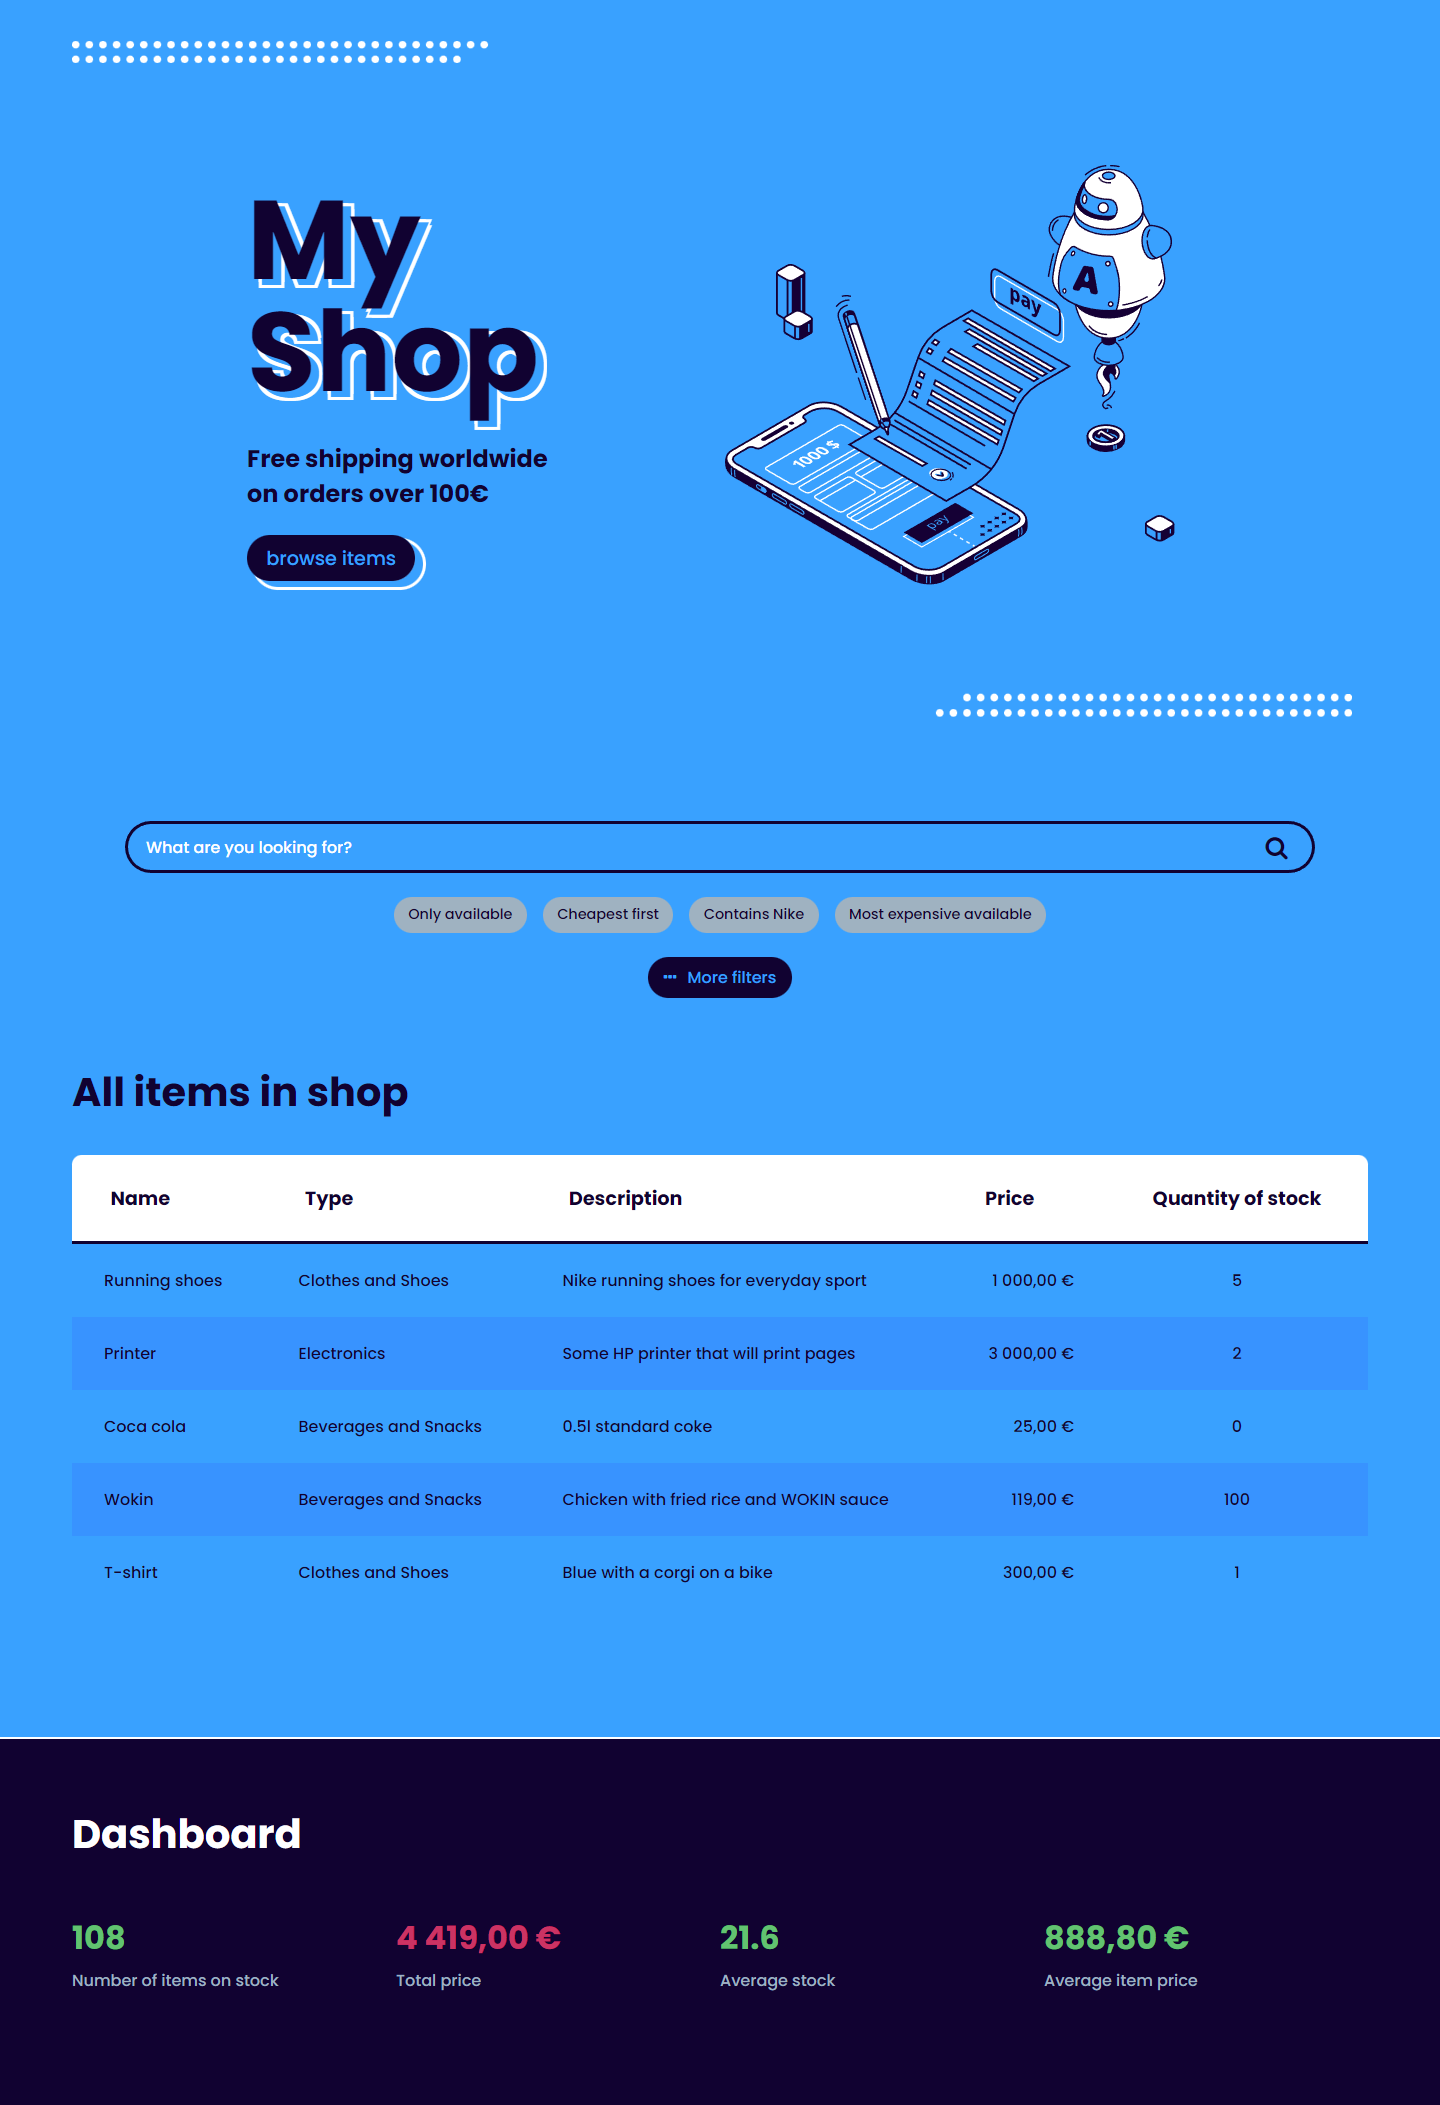 My
Shop
Free shipping worldwide
on orders over 100€
browse items
A
pay
1000 $
pay
1
What are you looking for?
Only available Cheapest first Contains Nike Most expensive available
More filters
All items in shop
Name Type Description Price Quantity of stock
Running shoes Clothes and Shoes Nike running shoes for everyday sport 1 000,00 € 5
Printer Electronics Some HP printer that will print pages 3 000,00 € 2
Coca cola Beverages and Snacks 0.5l standard coke 25,00 € 0
Wokin Beverages and Snacks Chicken with fried rice and WOKIN sauce 119,00 € 100
T-shirt Clothes and Shoes Blue with a corgi on a bike 300,00 € 1
Dashboard
108 4 419,00 € 21.6 888,80 €
Number of items on stock Total price Average stock Average item price